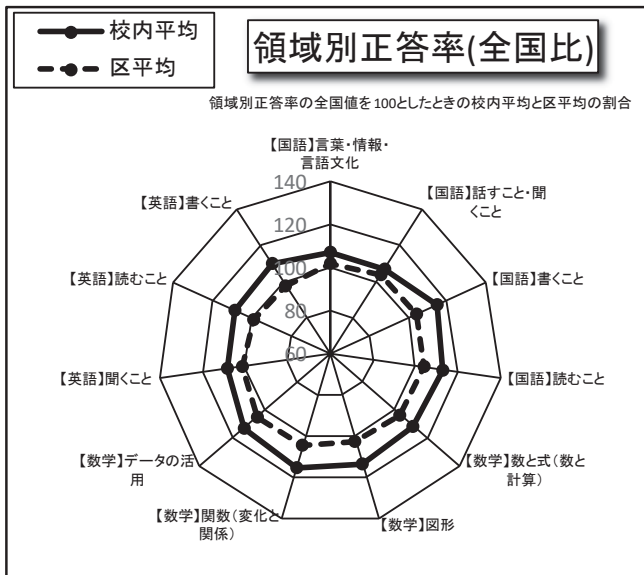 校内平均
区平均
領域別正答率(全国比)
領域別正答率の全国値を100としたときの校内平均と区平均の割合
【国語】言葉・情報・
言語文化
【国語】話すこと・聞
くこと
【国語】書くこと
【国語】読むこと
【数学】数と式(数と
計算)
【数学】図形
【数学】関数(変化と
関係)
【数学】データの活
用
【英語】聞くこと
【英語】読むこと
【英語】書くこと
140
120
100
80
60